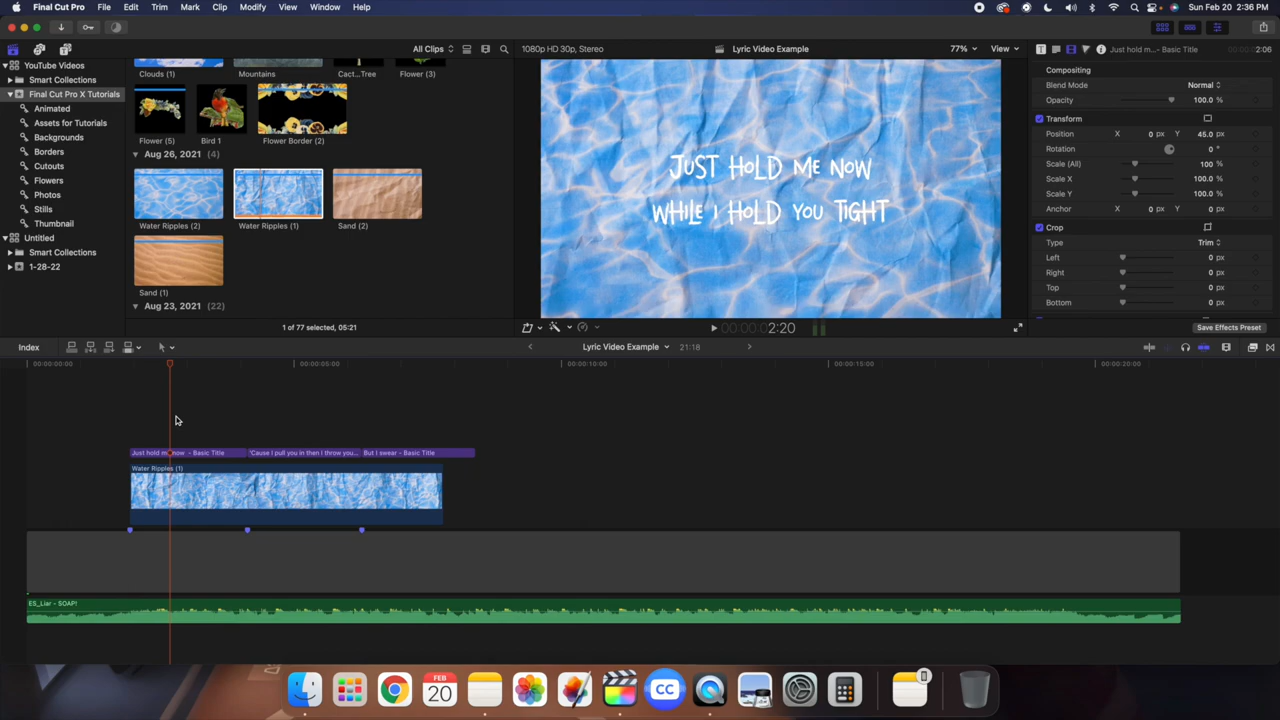 Final Cut Pro File Edit Trim Mark Clip Modify View Window Help
Sun Feb 20 2:36 PM
YouTube Videos
Smart Collections
Final Cut Pro X Tutorials
Animated
Assets for Tutorials
Backgrounds
Borders
Cutouts
Flowers
Photos
Stills
Thumbnail
Untitled
Smart Collections
1-28-22
All Clips
Clouds (1) Mountains Cact...Tree Flower (3)
Flower (5) Bird 1 Flower Border (2)
Aug 26, 2021 (4)
Water Ripples (2) Water Ripples (1) Sand (2)
Sand (1)
Aug 23, 2021 (22)
1 of 77 selected, 05:21
1080p HD 30p, Stereo
Lyric Video Example
77% View
JUST HOLD ME NOW
WHILE I HOLD YOU TIGHT
00:00:00:02:20
Just hold m...- Basic Title
2:06
Compositing
Blend Mode Normal
Opacity 100.0 %
Transform
Position X 0 px Y 45.0 px
Rotation 0 °
Scale (All) 100 %
Scale X 100.0 %
Scale Y 100.0 %
Anchor X 0 px Y 0 px
Crop
Type Trim
Left 0 px
Right 0 px
Top 0 px
Bottom 0 px
Save Effects Preset
Index
Lyric Video Example 21:18
00:00:00:00 00:00:05:00 00:00:10:00 00:00:15:00 00:00:20:00
Just hold me now - Basic Title 'Cause I pull you in then I throw you... But I swear - Basic Title
Water Ripples (1)
ES_Liar - SOAP!
FEB
20
CC